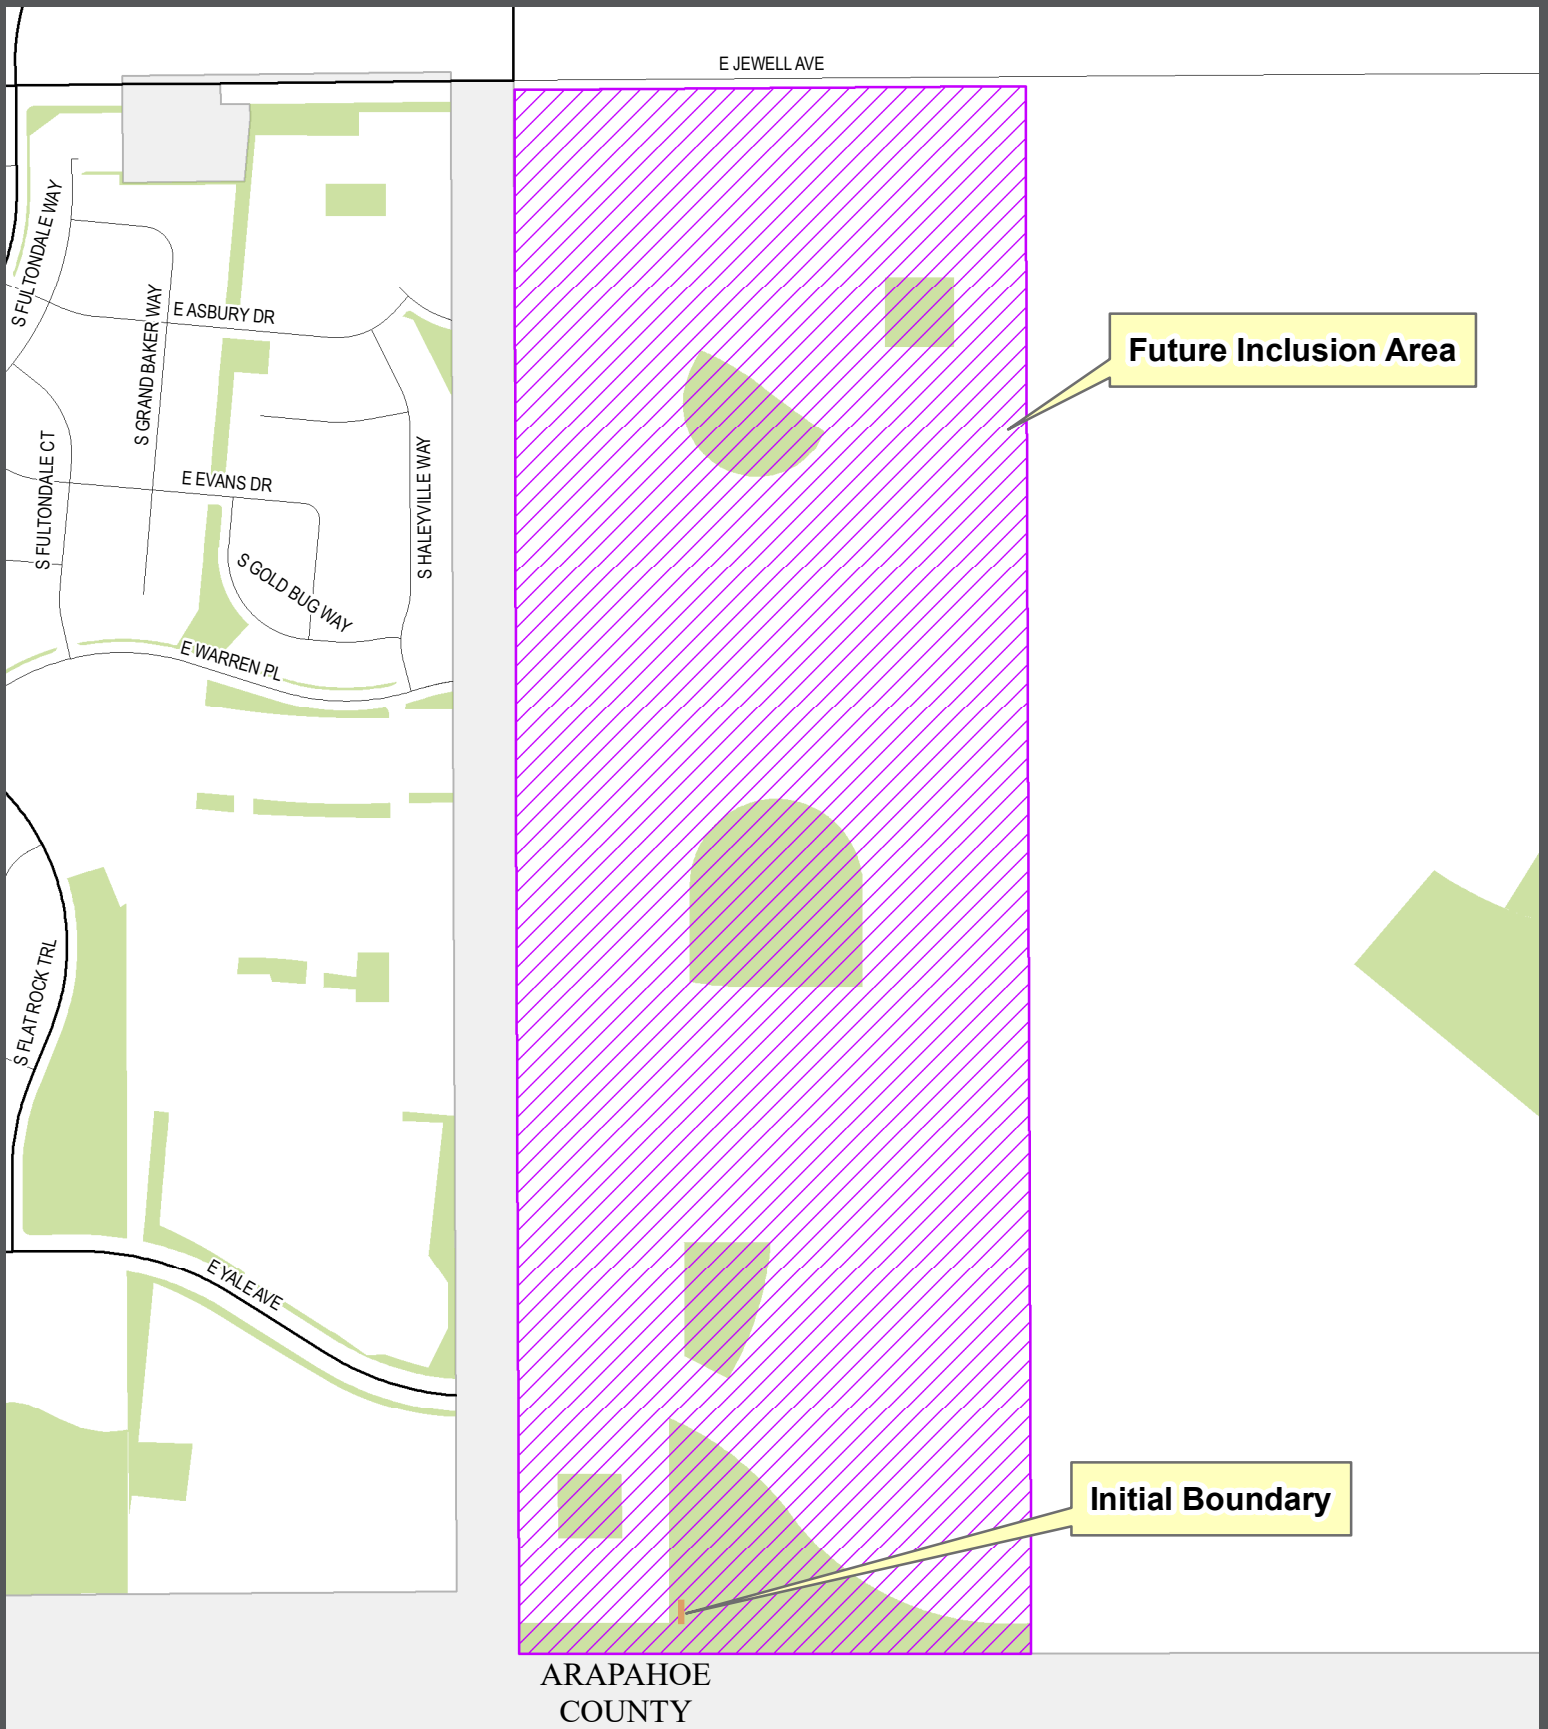 E JEWELL AVE
S FULTONDALE WAY
E ASBURY DR
S GRAND BAKER WAY
Future Inclusion Area
S FULTONDALE CT
E EVANS DR
S HALEYVILLE WAY
S GOLD BUG WAY
E WARREN PL
S FLAT ROCK TRL
E YALE AVE
Initial Boundary
ARAPAHOE
COUNTY